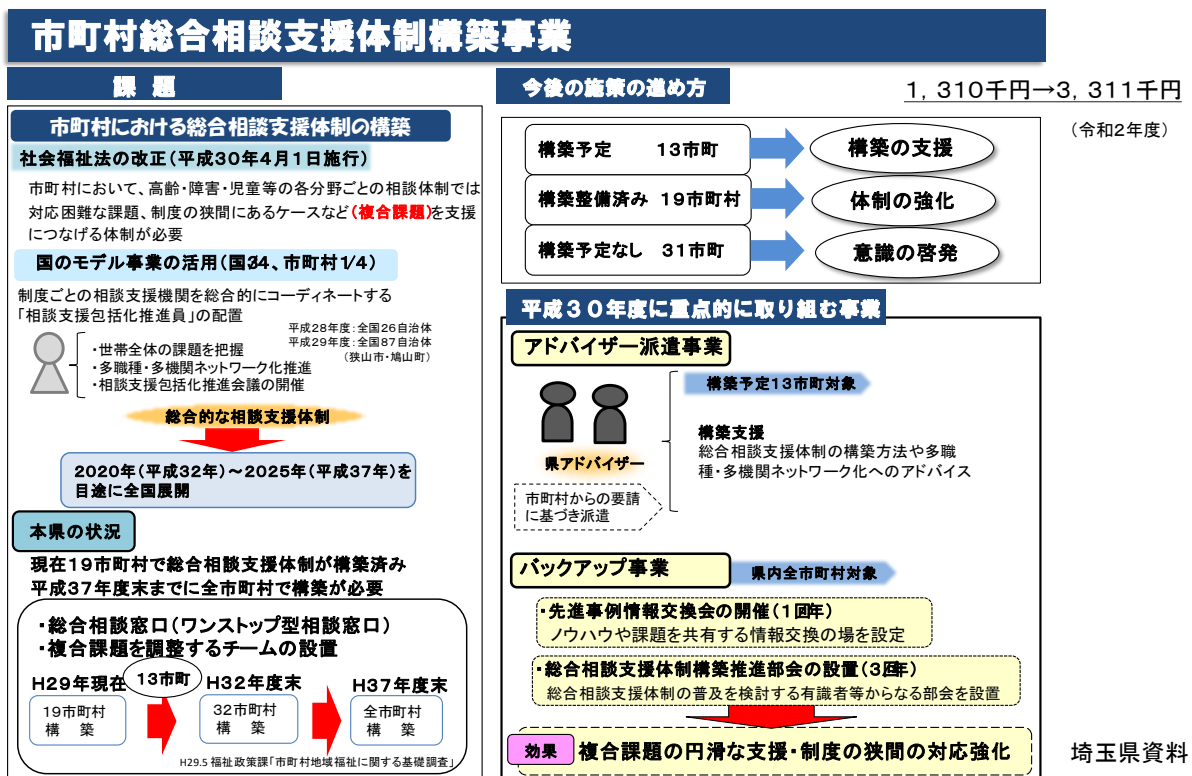 市町村総合相談支援体制構築事業
課 題
市町村における総合相談支援体制の構築
社会福祉法の改正(平成30年4月1日施行)
市町村において、高齢・障害・児童等の各分野ごとの相談体制では
対応困難な課題、制度の狭間にあるケースなど(複合課題)を支援
につなげる体制が必要
国のモデル事業の活用(国3/4、市町村1/4)
制度ごとの相談支援機関を総合的にコーディネートする
「相談支援包括化推進員」の配置
平成28年度:全国26自治体
平成29年度:全国87自治体
(狭山市・鳩山町)
・世帯全体の課題を把握
・多職種・多機関ネットワーク化推進
・相談支援包括化推進会議の開催
総合的な相談支援体制
2020年(平成32年)~2025年(平成37年)を
目途に全国展開
本県の状況
現在19市町村で総合相談支援体制が構築済み
平成37年度末までに全市町村で構築が必要
・総合相談窓口(ワンストップ型相談窓口)
・複合課題を調整するチームの設置
H29年現在
13市町
H32年度末
H37年度末
19市町村
構 築
32市町村
構 築
全市町村
構 築
H29.5 福祉政策課「市町村地域福祉に関する基礎調査」
今後の施策の進め方
1,310千円→3,311千円
(令和2年度)
構築予定 13市町
構築の支援
構築整備済み 19市町村
体制の強化
構築予定なし 31市町
意識の啓発
平成30年度に重点的に取り組む事業
アドバイザー派遣事業
構築予定13市町対象
県アドバイザー
市町村からの要請
に基づき派遣
構築支援
総合相談支援体制の構築方法や多職
種・多機関ネットワーク化へのアドバイス
バックアップ事業
県内全市町村対象
・先進事例情報交換会の開催(1回/年)
ノウハウや課題を共有する情報交換の場を設定
・総合相談支援体制構築推進部会の設置(3回/年)
総合相談支援体制の普及を検討する有識者等からなる部会を設置
効果
複合課題の円滑な支援・制度の狭間の対応強化
埼玉県資料